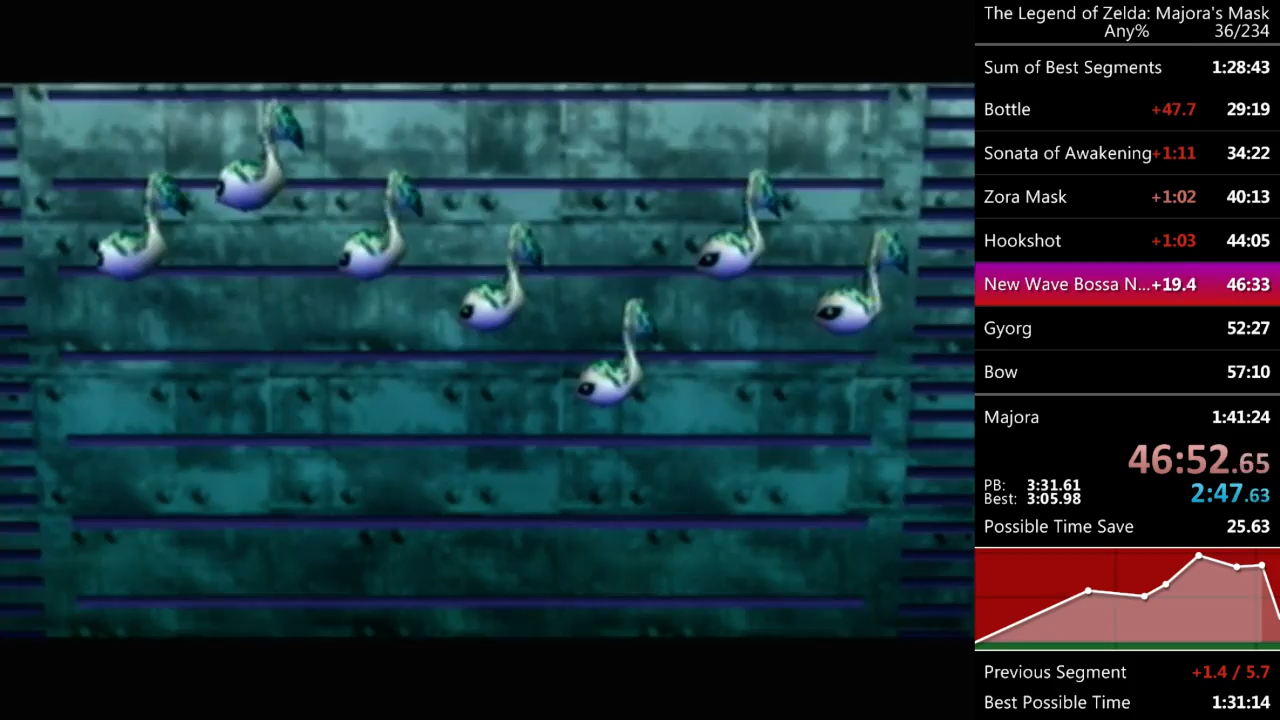 The Legend of Zelda: Majora's Mask
Any% 36/234
Sum of Best Segments 1:28:43
Bottle +47.7 29:19
Sonata of Awakening +1:11 34:22
Zora Mask +1:02 40:13
Hookshot +1:03 44:05
New Wave Bossa N... +19.4 46:33
Gyorg 52:27
Bow 57:10
Majora 1:41:24
46:52.65
PB: 3:31.61
Best: 3:05.98 2:47.63
Possible Time Save 25.63
Previous Segment +1.4 / 5.7
Best Possible Time 1:31:14